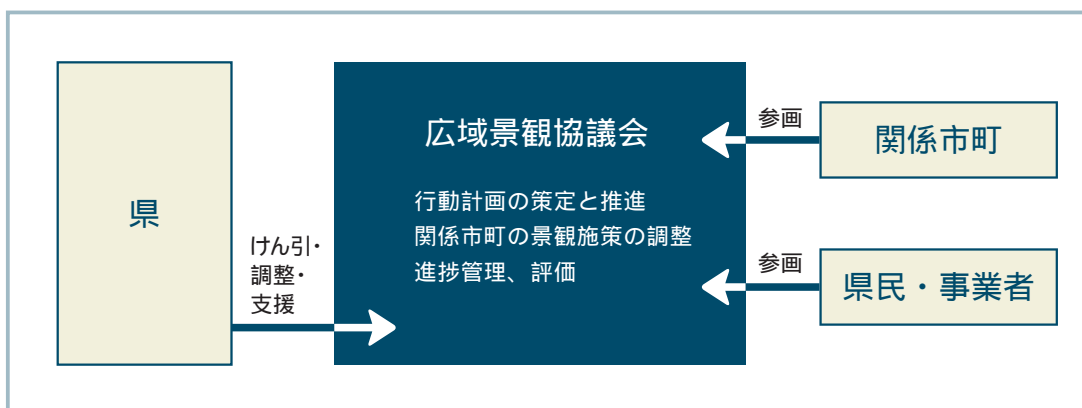 県
けん引・
調整・
支援
広域景観協議会
行動計画の策定と推進
関係市町の景観施策の調整
進捗管理、評価
参画
関係市町
参画
県民・事業者